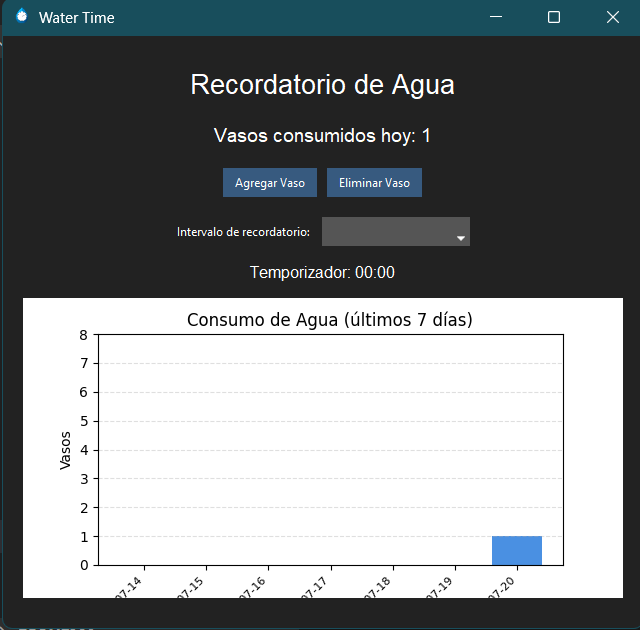 Water Time
Recordatorio de Agua
Vasos consumidos hoy: 1
Agregar Vaso Eliminar Vaso
Intervalo de recordatorio:
Temporizador: 00:00
Consumo de Agua (últimos 7 días)
Vasos
8
7
6
5
4
3
2
1
0
07-14 07-15 07-16 07-17 07-18 07-19 07-20